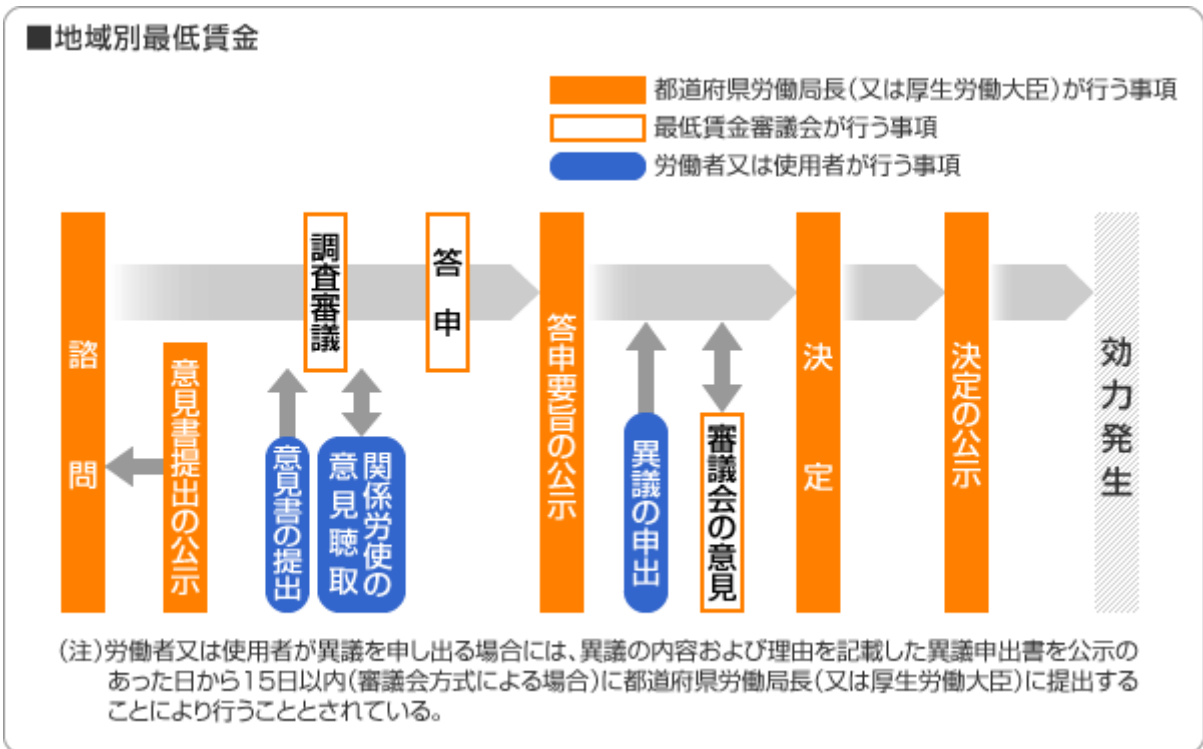 ■地域別最低賃金
都道府県労働局長(又は厚生労働大臣)が行う事項
最低賃金審議会が行う事項
労働者又は使用者が行う事項
諮問
意見書提出の公示
調査審議
意見書の提出
関係労使の
意見聴取
答申
答申要旨の公示
異議の申出
審議会の意見
決定
決定の公示
効力発生
(注)労働者又は使用者が異議を申し出る場合には、異議の内容および理由を記載した異議申出書を公示の
あった日から15日以内(審議会方式による場合)に都道府県労働局長(又は厚生労働大臣)に提出する
ことにより行うこととされている。